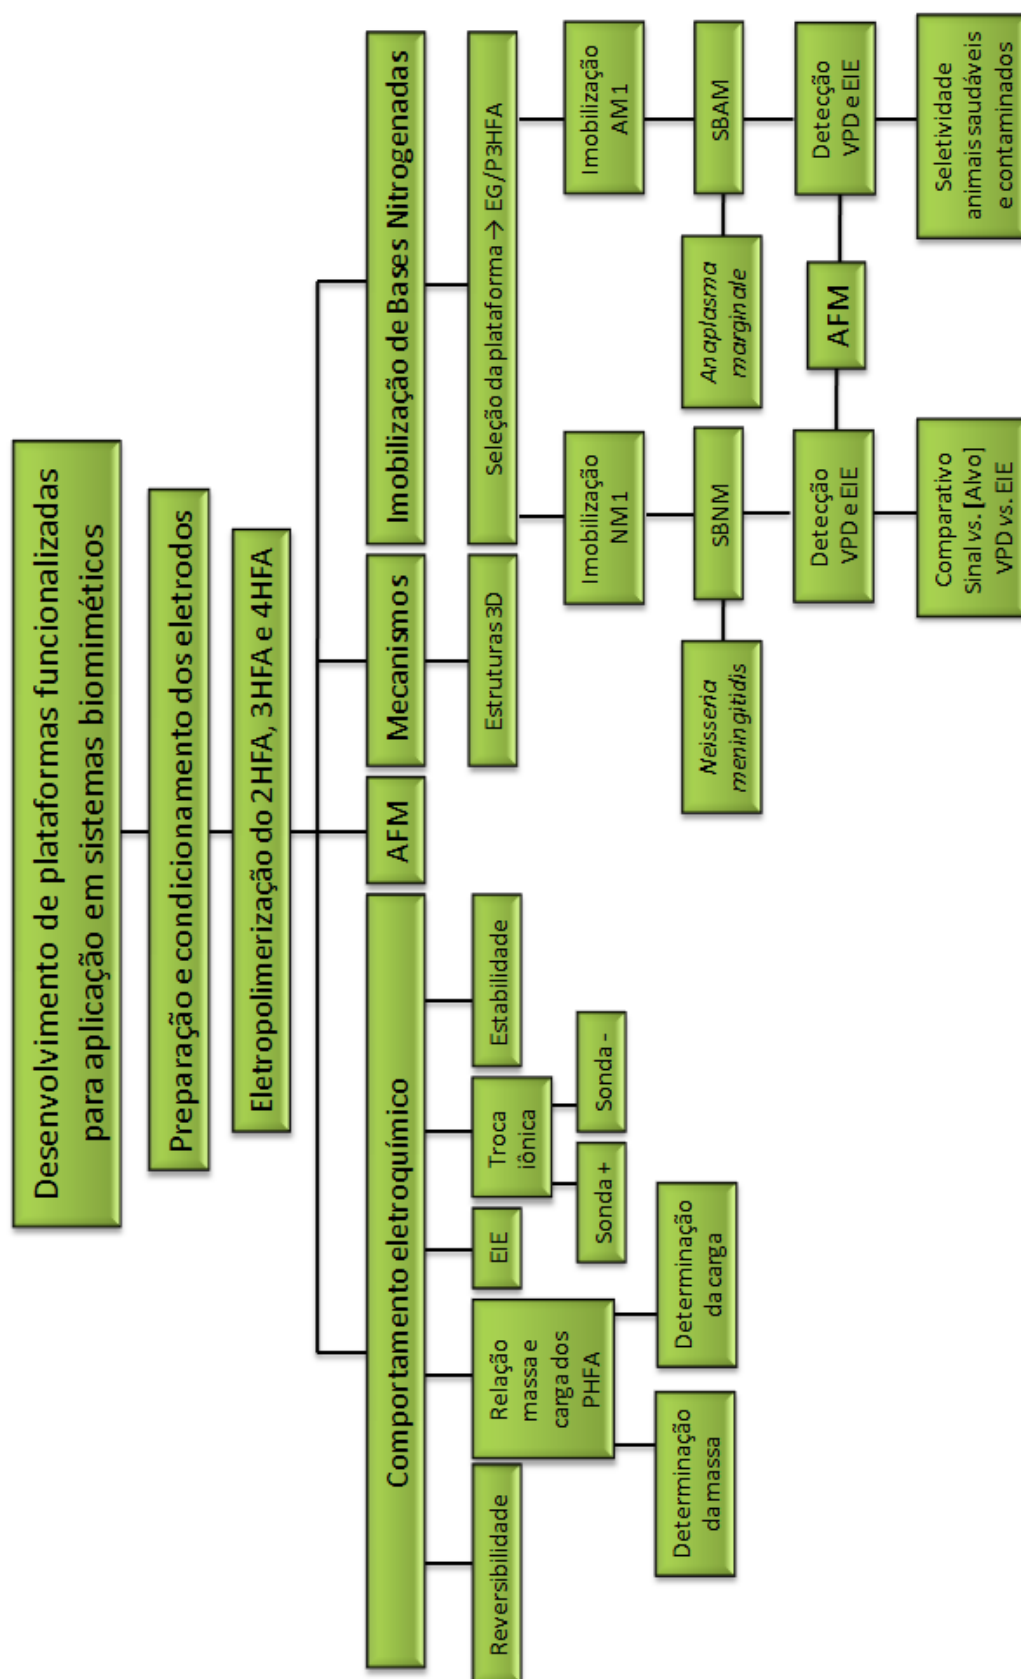 Desenvolvimento de plataformas funcionalizadas
para aplicação em sistemas biomiméticos
Preparação e condicionamento dos eletrodos
Eletropolimerização do 2HFA, 3HFA e 4HFA
Comportamento eletroquímico
AFM
Mecanismos
Imobilização de Bases Nitrogenadas
Reversibilidade
Relação
massa e
carga dos
PHFA
EIE
Troca
iônica
Estabilidade
Estruturas 3D
Seleção da plataforma → EG/P3HFA
Determinação
da massa
Determinação
da carga
Sonda +
Sonda -
Imobilização
NM1
Imobilização
AM1
Neisseria
meningitidis
SBNM
Anaplasma
marginale
SBAM
Detecção
VPD e EIE
AFM
Detecção
VPD e EIE
Comparativo
Sinal vs. [Alvo]
VPD vs. EIE
Seletividade
animais saudáveis
e contaminados